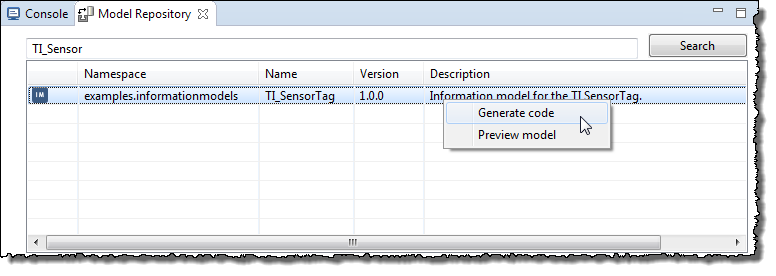 Console Model Repository
TI_Sensor Search
Namespace Name Version Description
IM examples.informationmodels TI_SensorTag 1.0.0 Information model for the TI SensorTag.
Generate code
Preview model